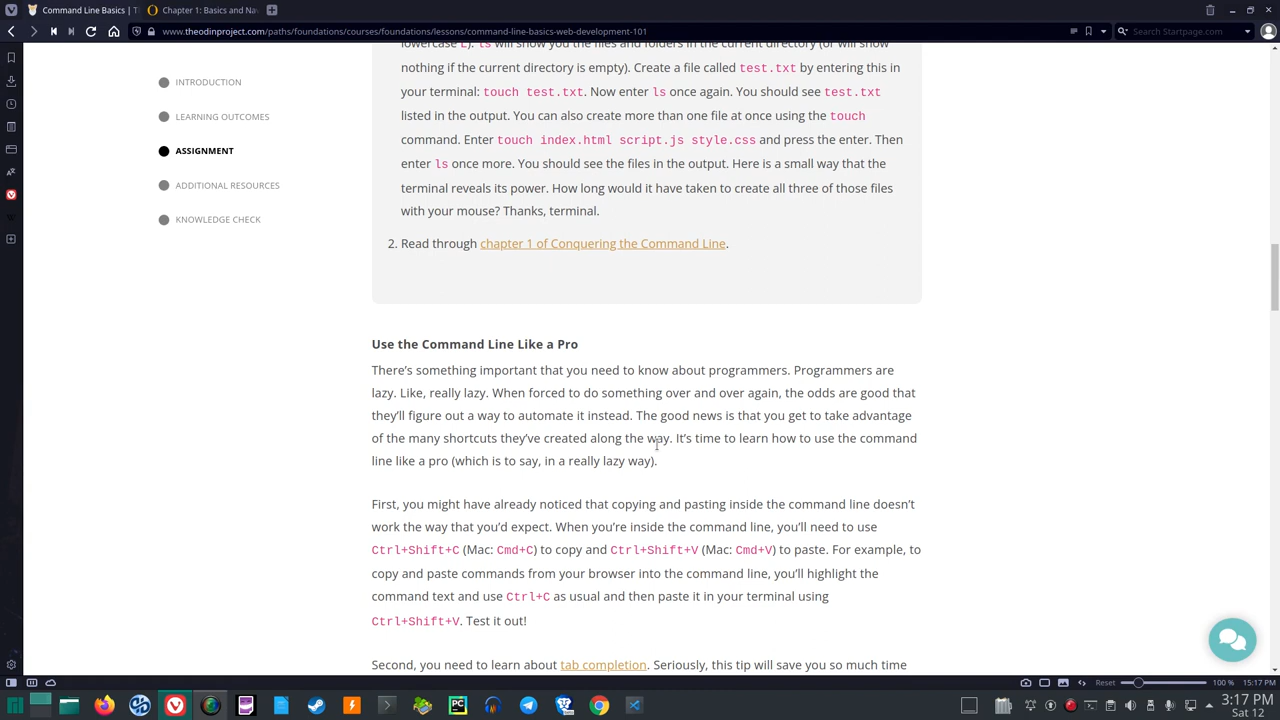 Command Line Basics | T
Chapter 1: Basics and Nav
www.theodinproject.com/paths/foundations/courses/foundations/lessons/command-line-basics-web-development-101
Search Startpage.com
INTRODUCTION
LEARNING OUTCOMES
ASSIGNMENT
ADDITIONAL RESOURCES
KNOWLEDGE CHECK
lowercase L). ls will show you the files and folders in the current directory (or will show
nothing if the current directory is empty). Create a file called test.txt by entering this in
your terminal: touch test.txt. Now enter ls once again. You should see test.txt
listed in the output. You can also create more than one file at once using the touch
command. Enter touch index.html script.js style.css and press the enter. Then
enter ls once more. You should see the files in the output. Here is a small way that the
terminal reveals its power. How long would it have taken to create all three of those files
with your mouse? Thanks, terminal.
2. Read through chapter 1 of Conquering the Command Line.
Use the Command Line Like a Pro
There's something important that you need to know about programmers. Programmers are
lazy. Like, really lazy. When forced to do something over and over again, the odds are good that
they'll figure out a way to automate it instead. The good news is that you get to take advantage
of the many shortcuts they've created along the way. It's time to learn how to use the command
line like a pro (which is to say, in a really lazy way).
First, you might have already noticed that copying and pasting inside the command line doesn't
work the way that you'd expect. When you're inside the command line, you'll need to use
Ctrl+Shift+C (Mac: Cmd+C) to copy and Ctrl+Shift+V (Mac: Cmd+V) to paste. For example, to
copy and paste commands from your browser into the command line, you'll highlight the
command text and use Ctrl+C as usual and then paste it in your terminal using
Ctrl+Shift+V. Test it out!
Second, you need to learn about tab completion. Seriously, this tip will save you so much time
Reset
100 %
15:17 PM
3:17 PM
Sat 12